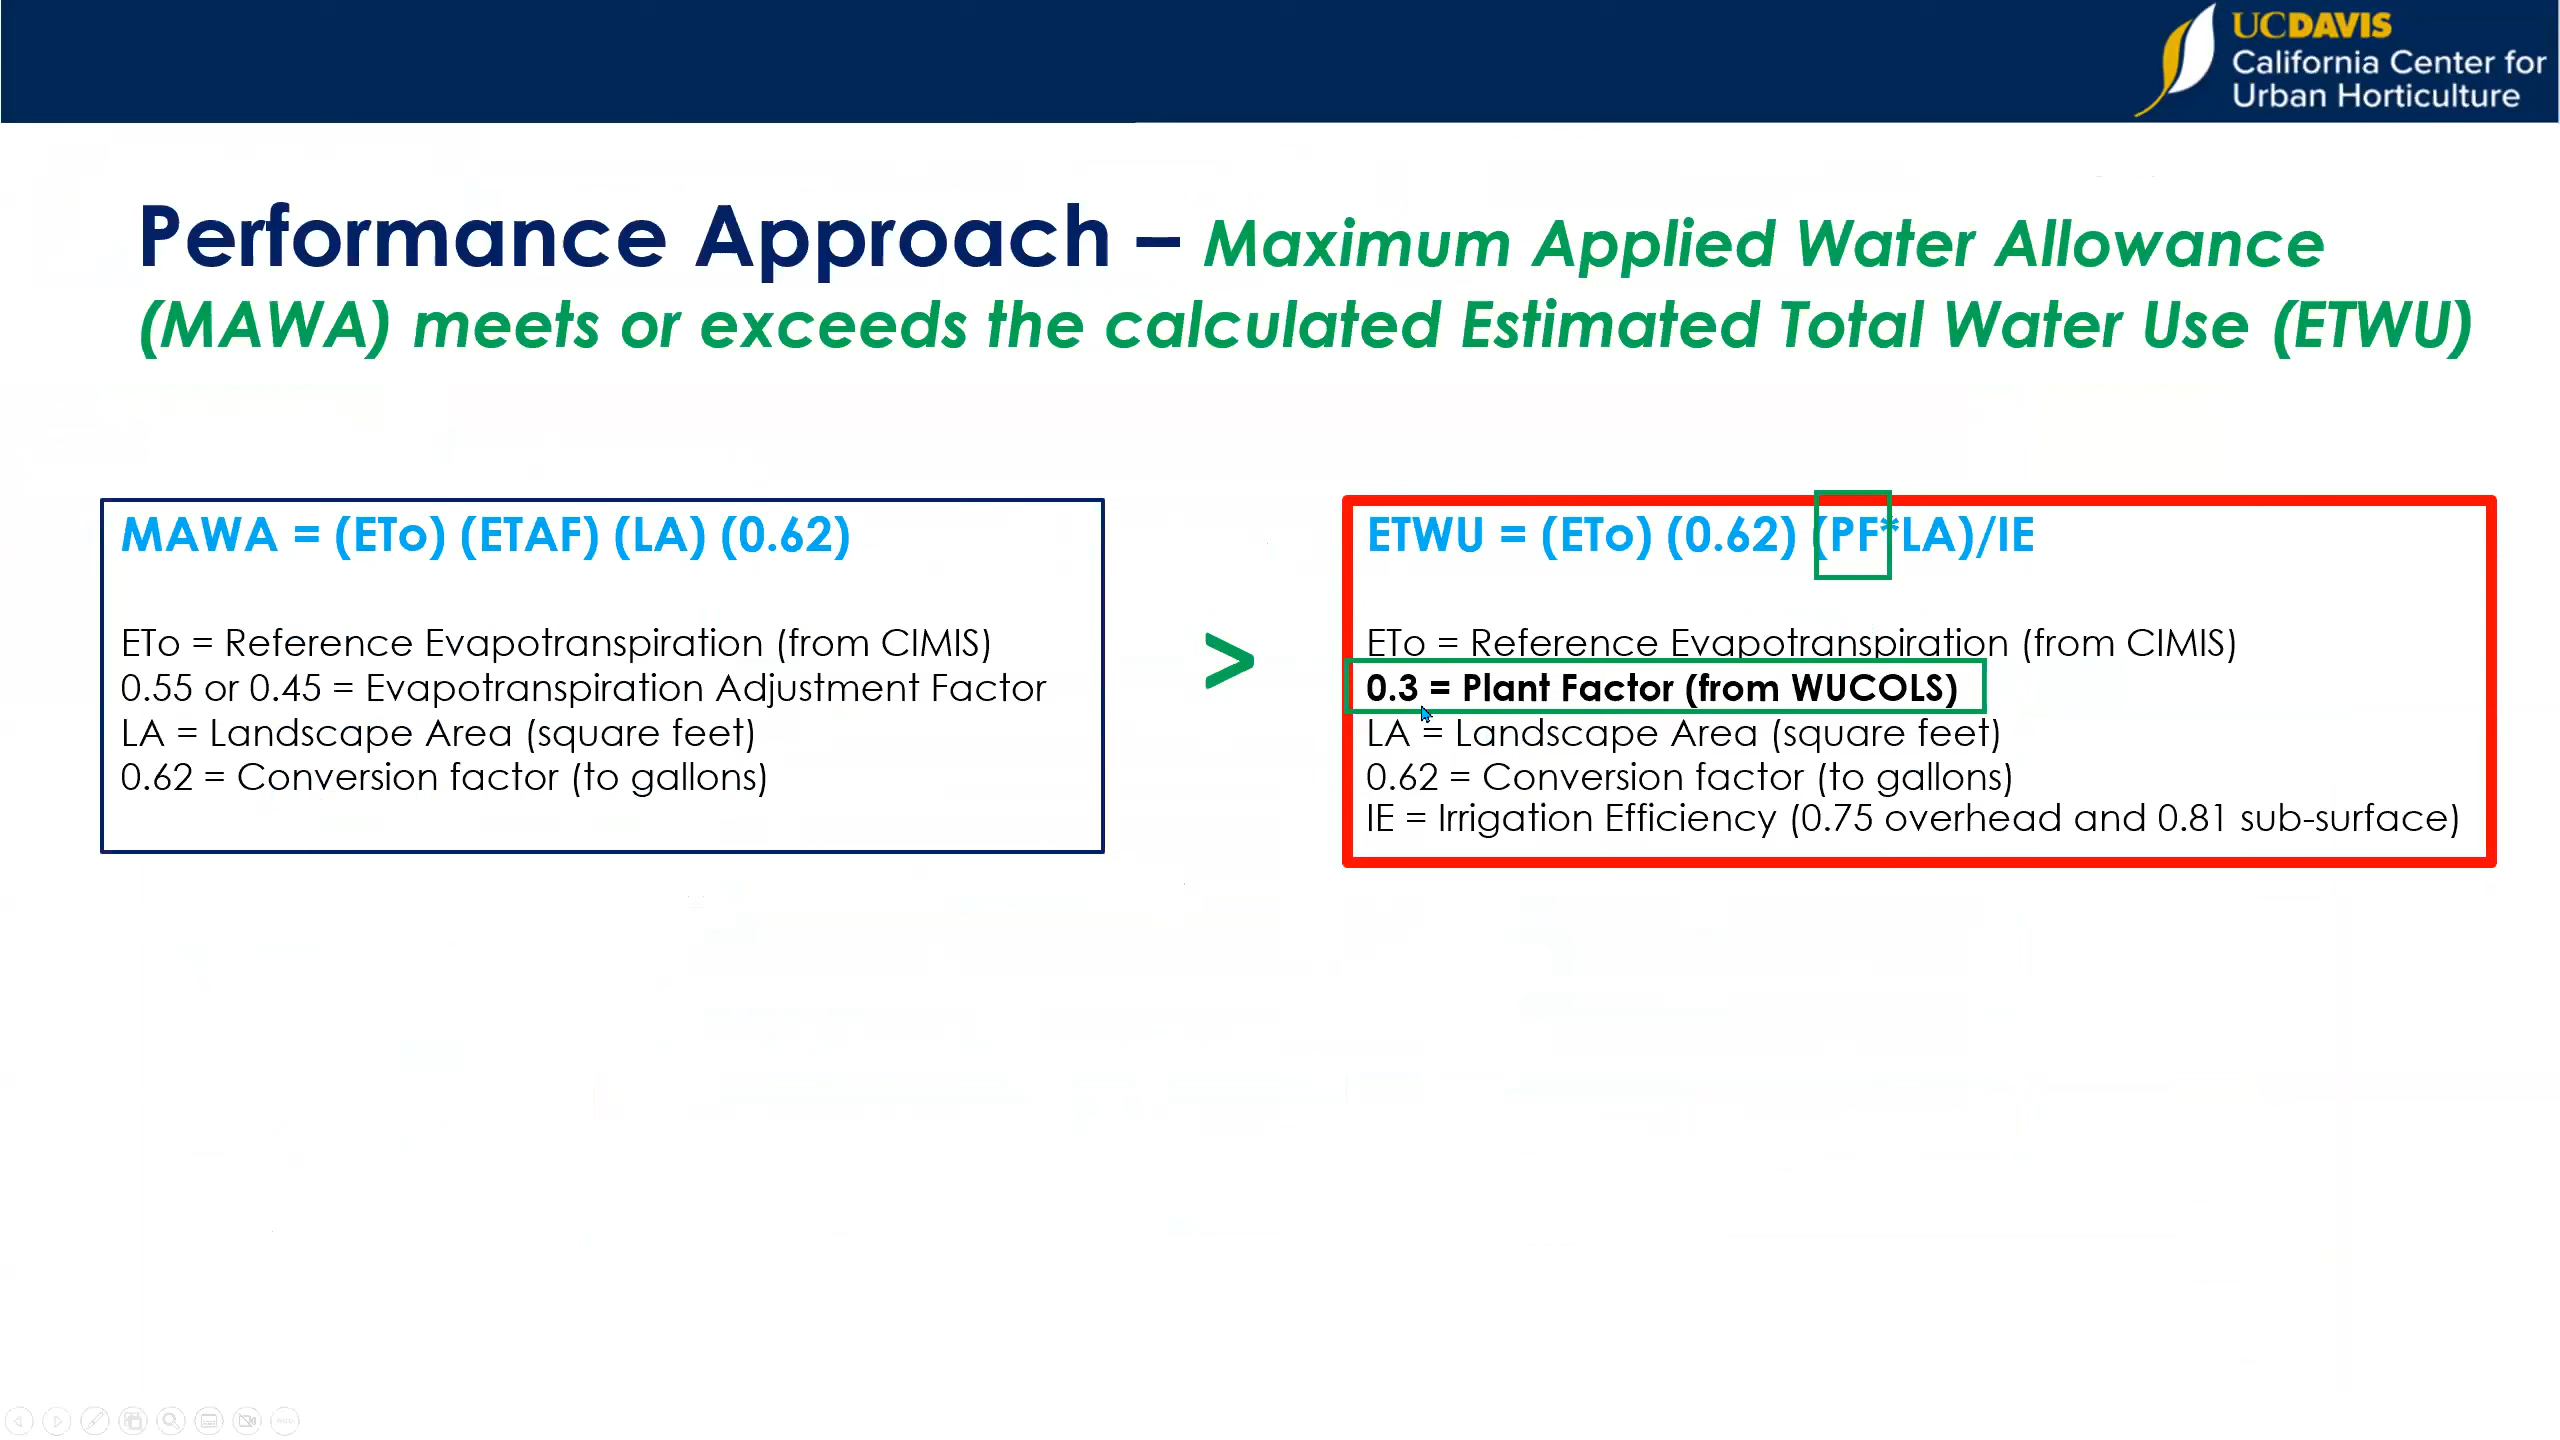 UCDAVIS
California Center for
Urban Horticulture
Performance Approach – Maximum Applied Water Allowance
(MAWA) meets or exceeds the calculated Estimated Total Water Use (ETWU)
MAWA = (ETo) (ETAF) (LA) (0.62)
ETo = Reference Evapotranspiration (from CIMIS)
0.55 or 0.45 = Evapotranspiration Adjustment Factor
LA = Landscape Area (square feet)
0.62 = Conversion factor (to gallons)
>
ETWU = (ETo) (0.62) (PF*LA)/IE
ETo = Reference Evapotranspiration (from CIMIS)
0.3 = Plant Factor (from WUCOLS)
LA = Landscape Area (square feet)
0.62 = Conversion factor (to gallons)
IE = Irrigation Efficiency (0.75 overhead and 0.81 sub-surface)